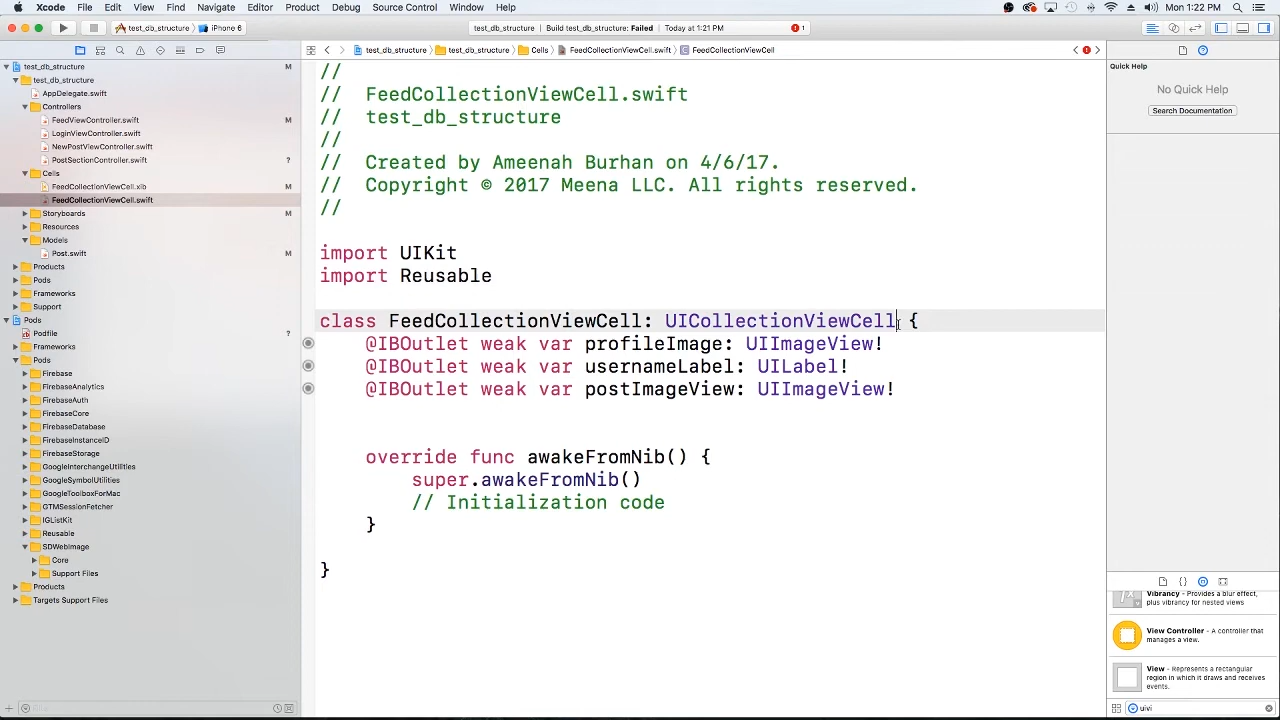 Xcode File Edit View Find Navigate Editor Product Debug Source Control Window Help Mon 1:22 PM
test_db_structure iPhone 6 test_db_structure Build test_db_structure: Failed Today at 1:21 PM 1
test_db_structure test_db_structure Cells FeedCollectionViewCell.swift C FeedCollectionViewCell
test_db_structure M
test_db_structure
AppDelegate.swift
Controllers
FeedViewController.swift M
LoginViewController.swift
NewPostViewController.swift
PostSectionController.swift ?
Cells
FeedCollectionViewCell.xib M
FeedCollectionViewCell.swift
Storyboards M
Resources
Models
Post.swift M
Products
Pods
Frameworks
Support
Pods
Podfile
Frameworks
Pods
Firebase
FirebaseAnalytics
FirebaseAuth
FirebaseCore
FirebaseDatabase
FirebaseInstanceID
FirebaseStorage
GoogleInterchangeUtilities
GoogleSymbolUtilities
GoogleToolboxForMac
GTMSessionFetcher
IGListKit
Reusable
SDWebImage
Core
Support Files
Products
Targets Support Files
//
// FeedCollectionViewCell.swift
// test_db_structure
//
// Created by Ameenah Burhan on 4/6/17.
// Copyright © 2017 Meena LLC. All rights reserved.
//
import UIKit
import Reusable
class FeedCollectionViewCell: UICollectionViewCell {
@IBOutlet weak var profileImage: UIImageView!
@IBOutlet weak var usernameLabel: UILabel!
@IBOutlet weak var postImageView: UIImageView!
override func awakeFromNib() {
super.awakeFromNib()
// Initialization code
}
}
Quick Help
No Quick Help
Search Documentation
Vibrancy - Provides a blur effect,
plus vibrancy for nested views
View Controller - A controller that
manages a view.
View - Represents a rectangular
region in which it draws and receives
events.
uivi